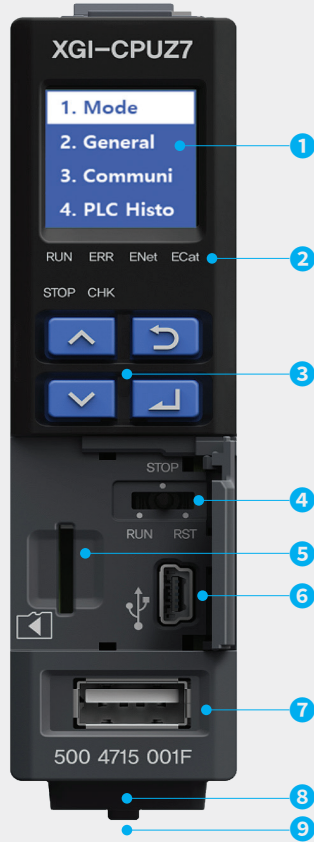 XGI-CPUZ7
1. Mode
2. General
3. Communi
4. PLC Histo
1
RUN ERR ENet ECat
2
STOP CHK
3
STOP
4
RUN RST
5
6
7
500 4715 001F
8
9